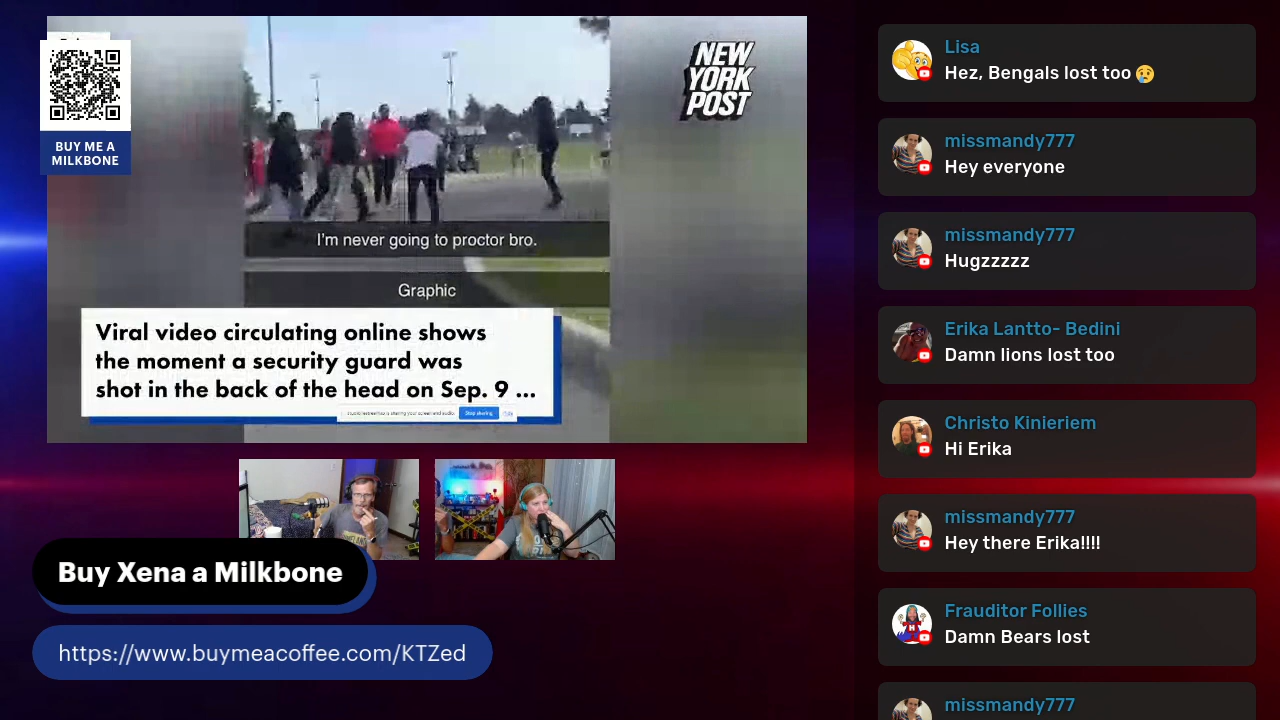 BUY ME A
MILKBONE
NEW
YORK
POST
I'm never going to proctor bro.
Graphic
Viral video circulating online shows
the moment a security guard was
shot in the back of the head on Sep. 9 ...
Stop sharing
Buy Xena a Milkbone
https://www.buymeacoffee.com/KTZed
Lisa
Hez, Bengals lost too 😢
missmandy777
Hey everyone
missmandy777
Hugzzzzz
Erika Lantto- Bedini
Damn lions lost too
Christo Kinieriem
Hi Erika
missmandy777
Hey there Erika!!!!
Frauditor Follies
Damn Bears lost
missmandy777